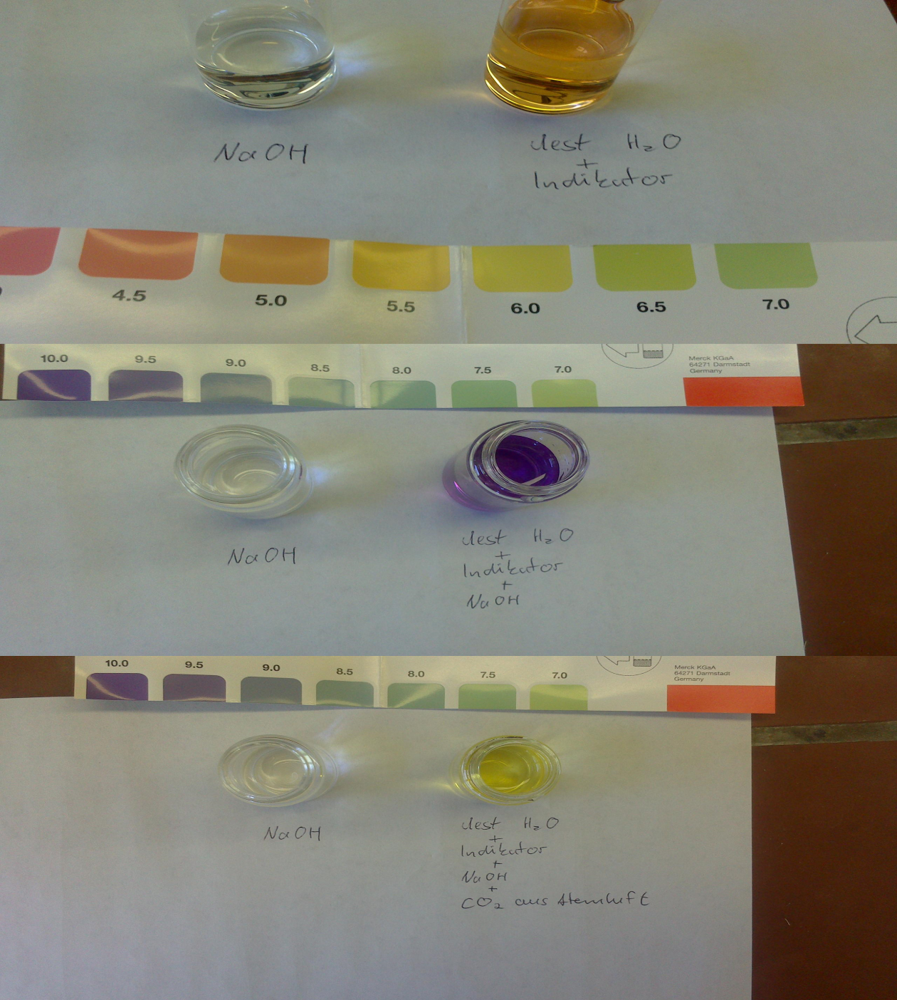 NaOH
dest H₂O
+
Indikator
4.5 5.0 5.5 6.0 6.5 7.0
10.0 9.5 9.0 8.5 8.0 7.5 7.0
Merck KGaA
64271 Darmstadt
Germany
NaOH
dest H₂O
+
Indikator
+
NaOH
10.0 9.5 9.0 8.5 8.0 7.5 7.0
Merck KGaA
64271 Darmstadt
Germany
NaOH
dest H₂O
+
Indikator
+
NaOH
+
CO₂ aus Atemluft